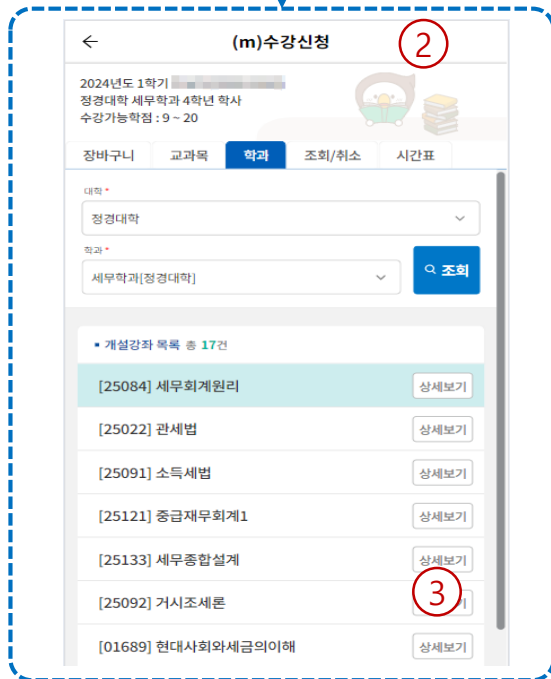 ← (m)수강신청 2
2024년도 1학기
정경대학 세무학과 4학년 학사
수강가능학점 : 9 ~ 20
장바구니 교과목 학과 조회/취소 시간표
대학 *
정경대학
학과 *
세무학과[정경대학] 조회
▪ 개설강좌 목록 총 17건
[25084] 세무회계원리 상세보기
[25022] 관세법 상세보기
[25091] 소득세법 상세보기
[25121] 중급재무회계1 상세보기
[25133] 세무종합설계 상세보기
[25092] 거시조세론 3
[01689] 현대사회와세금의이해 상세보기